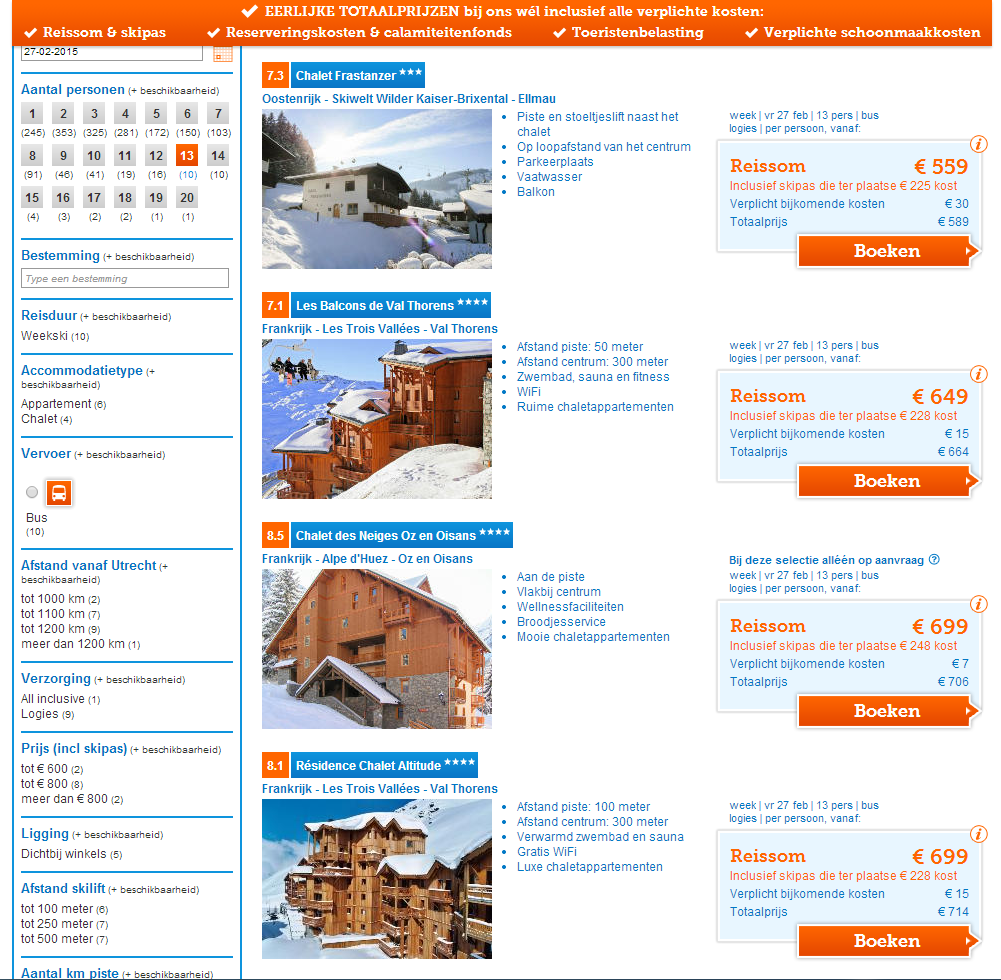 EERLIJKE TOTAALPRIJZEN bij ons wél inclusief alle verplichte kosten:
Reissom & skipas
Reserveringskosten & calamiteitenfonds
Toeristenbelasting
Verplichte schoonmaakkosten
27-02-2015
Aantal personen (+ beschikbaarheid)
1 2 3 4 5 6 7
(245) (353) (325) (281) (172) (150) (103)
8 9 10 11 12 13 14
(91) (46) (41) (19) (16) (10) (10)
15 16 17 18 19 20
(4) (3) (2) (2) (1) (1)
Bestemming (+ beschikbaarheid)
Type een bestemming
Reisduur (+ beschikbaarheid)
Weekski (10)
Accommodatietype (+
beschikbaarheid)
Appartement (6)
Chalet (4)
Vervoer (+ beschikbaarheid)
Bus
(10)
Afstand vanaf Utrecht (+
beschikbaarheid)
tot 1000 km (2)
tot 1100 km (7)
tot 1200 km (9)
meer dan 1200 km (1)
Verzorging (+ beschikbaarheid)
All inclusive (1)
Logies (9)
Prijs (incl skipas) (+ beschikbaarheid)
tot € 600 (2)
tot € 800 (8)
meer dan € 800 (2)
Ligging (+ beschikbaarheid)
Dichtbij winkels (5)
Afstand skilift (+ beschikbaarheid)
tot 100 meter (6)
tot 250 meter (7)
tot 500 meter (7)
Aantal km piste (+ beschikbaarheid)
7.3 Chalet Frastanzer ***
Oostenrijk - Skiwelt Wilder Kaiser-Brixental - Ellmau
Piste en stoeltjeslift naast het
chalet
Op loopafstand van het centrum
Parkeerplaats
Vaatwasser
Balkon
week | vr 27 feb | 13 pers | bus
logies | per persoon, vanaf:
Reissom € 559
Inclusief skipas die ter plaatse € 225 kost
Verplicht bijkomende kosten € 30
Totaalprijs € 589
Boeken
7.1 Les Balcons de Val Thorens ****
Frankrijk - Les Trois Vallées - Val Thorens
Afstand piste: 50 meter
Afstand centrum: 300 meter
Zwembad, sauna en fitness
WiFi
Ruime chaletappartementen
week | vr 27 feb | 13 pers | bus
logies | per persoon, vanaf:
Reissom € 649
Inclusief skipas die ter plaatse € 228 kost
Verplicht bijkomende kosten € 15
Totaalprijs € 664
Boeken
8.5 Chalet des Neiges Oz en Oisans ****
Frankrijk - Alpe d'Huez - Oz en Oisans
Aan de piste
Vlakbij centrum
Wellnessfaciliteiten
Broodjesservice
Mooie chaletappartementen
Bij deze selectie alléén op aanvraag ?
week | vr 27 feb | 13 pers | bus
logies | per persoon, vanaf:
Reissom € 699
Inclusief skipas die ter plaatse € 248 kost
Verplicht bijkomende kosten € 7
Totaalprijs € 706
Boeken
8.1 Résidence Chalet Altitude ****
Frankrijk - Les Trois Vallées - Val Thorens
Afstand piste: 100 meter
Afstand centrum: 300 meter
Verwarmd zwembad en sauna
Gratis WiFi
Luxe chaletappartementen
week | vr 27 feb | 13 pers | bus
logies | per persoon, vanaf:
Reissom € 699
Inclusief skipas die ter plaatse € 228 kost
Verplicht bijkomende kosten € 15
Totaalprijs € 714
Boeken